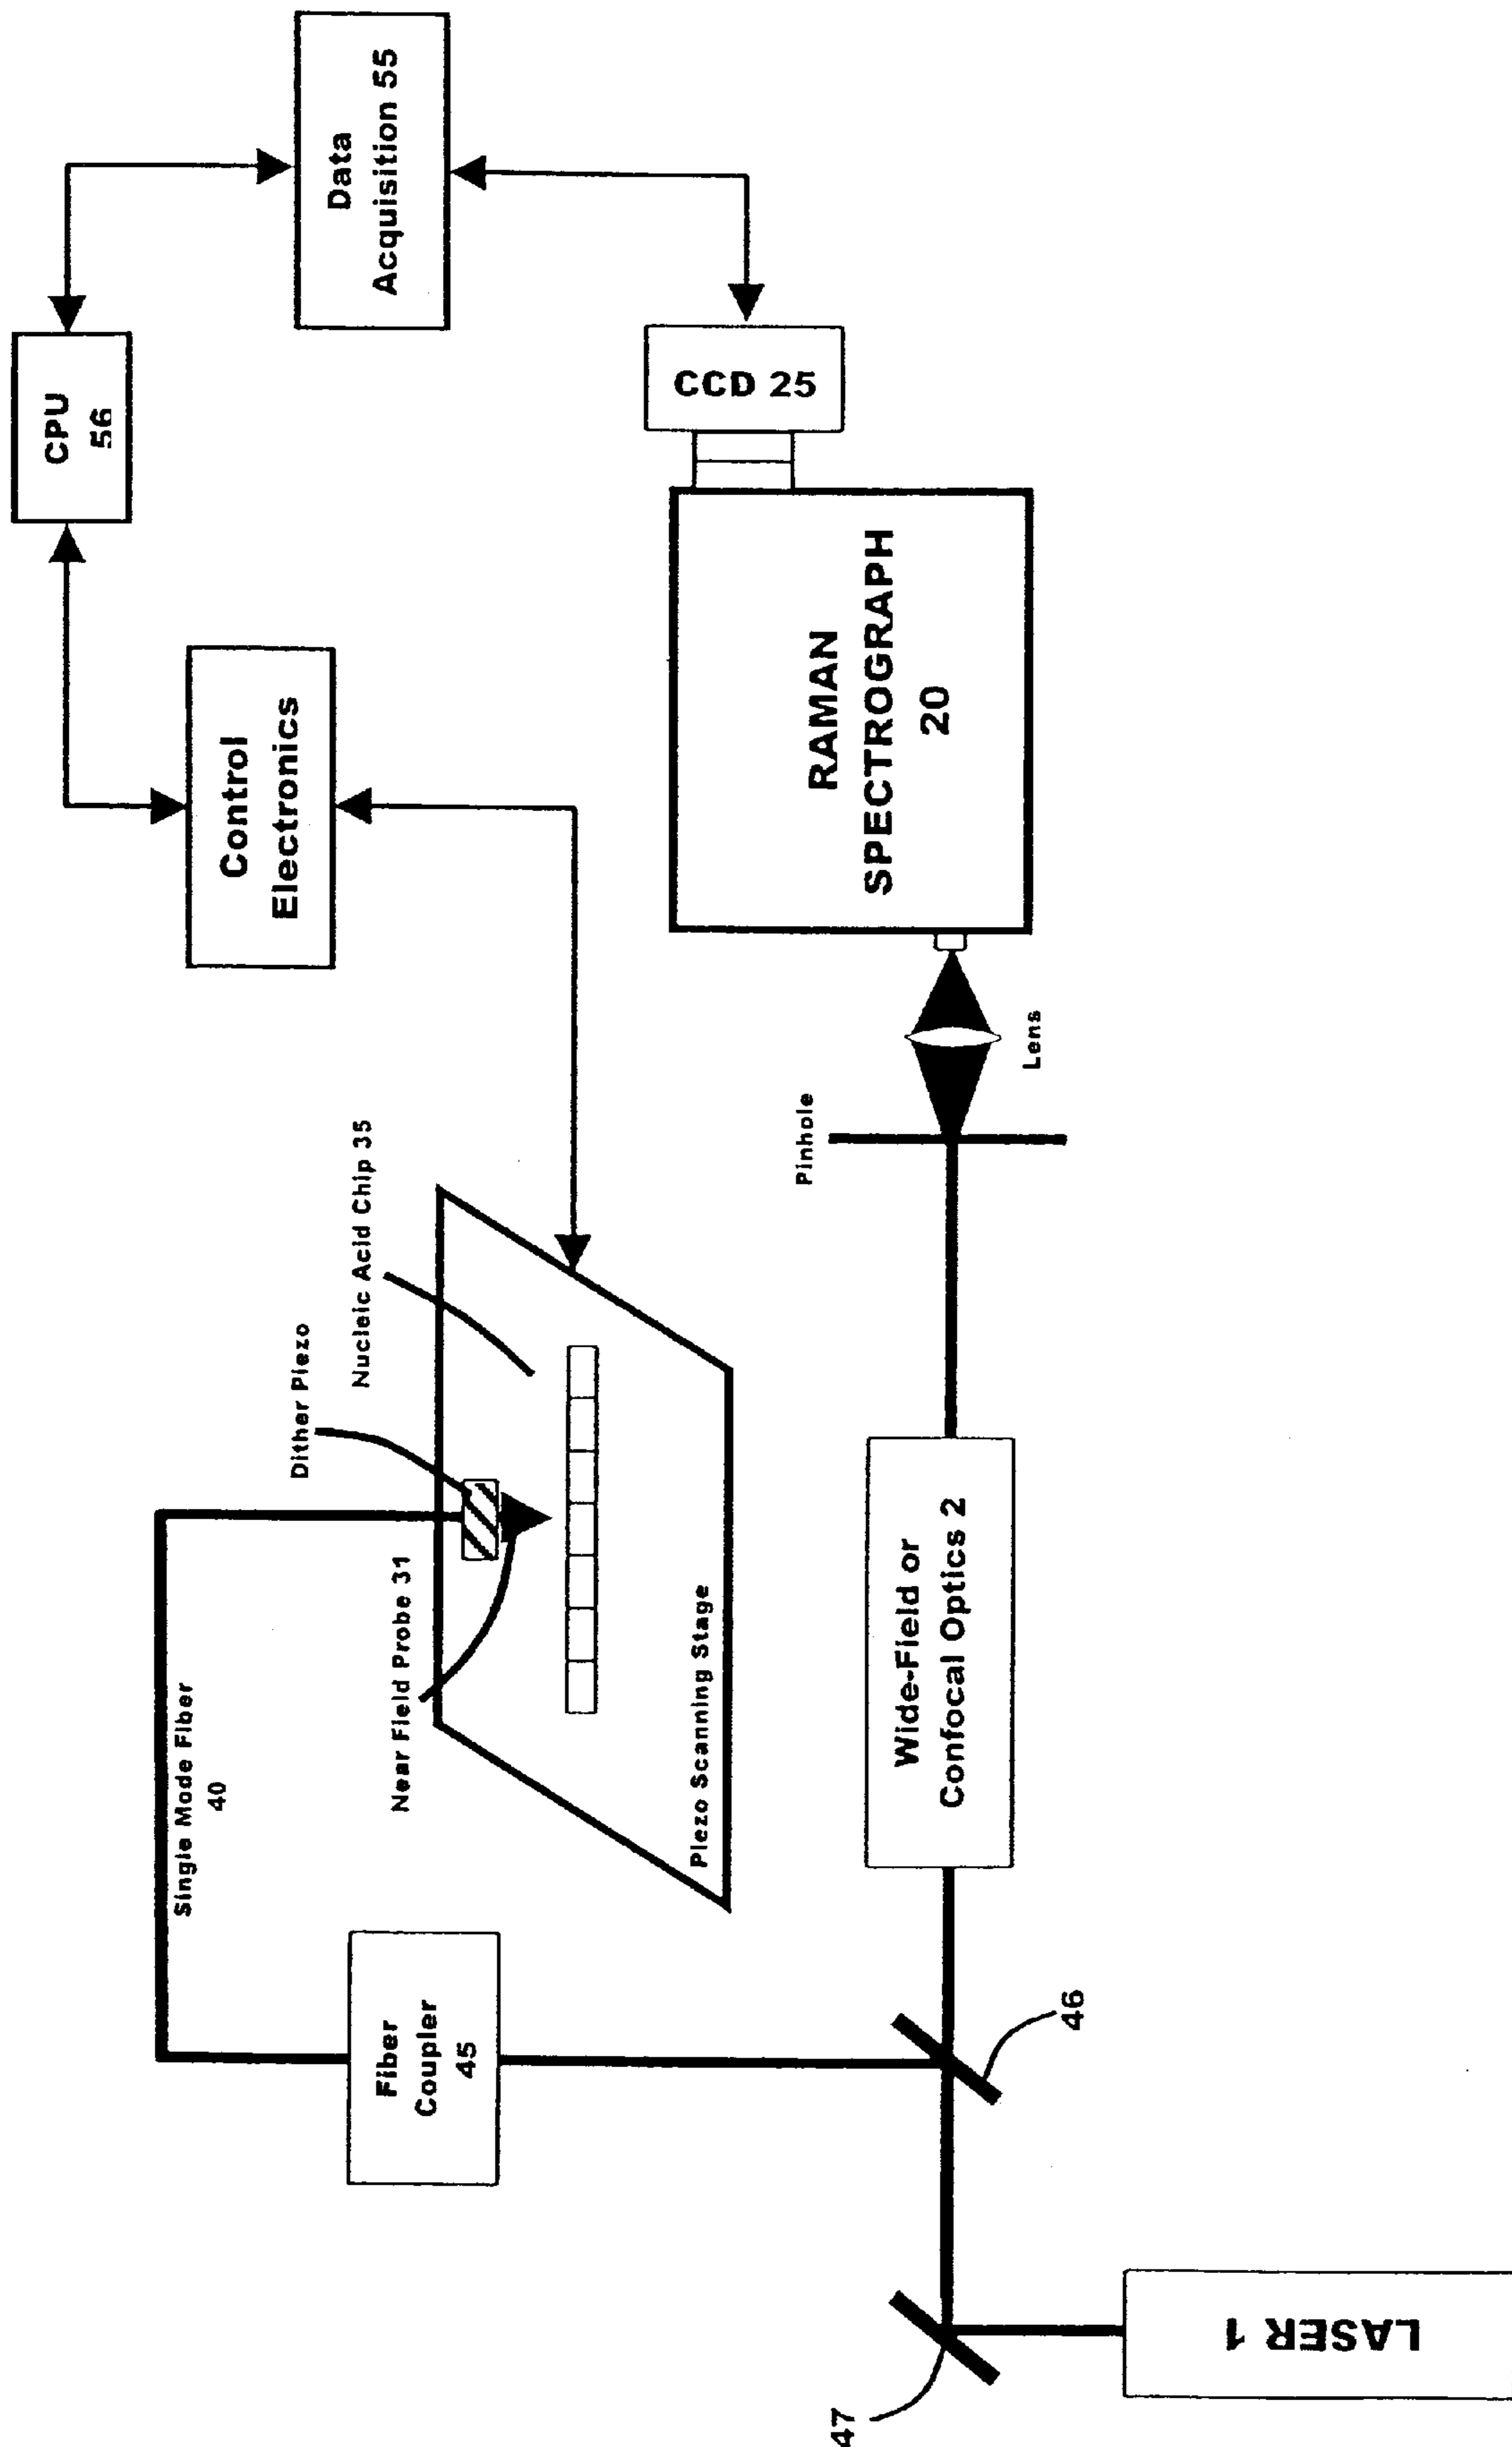 CPU
56
Data
Acquisition 55
Control
Electronics
CCD 25
RAMAN
SPECTROGRAPH
20
Lens
Pinhole
Nucleic Acid Chip 35
Dither Piezo
Near Field Probe 31
Piezo Scanning Stage
Single Mode Fiber
40
Fiber
Coupler
45
Wide-Field or
Confocal Optics 2
46
47
LASER 1